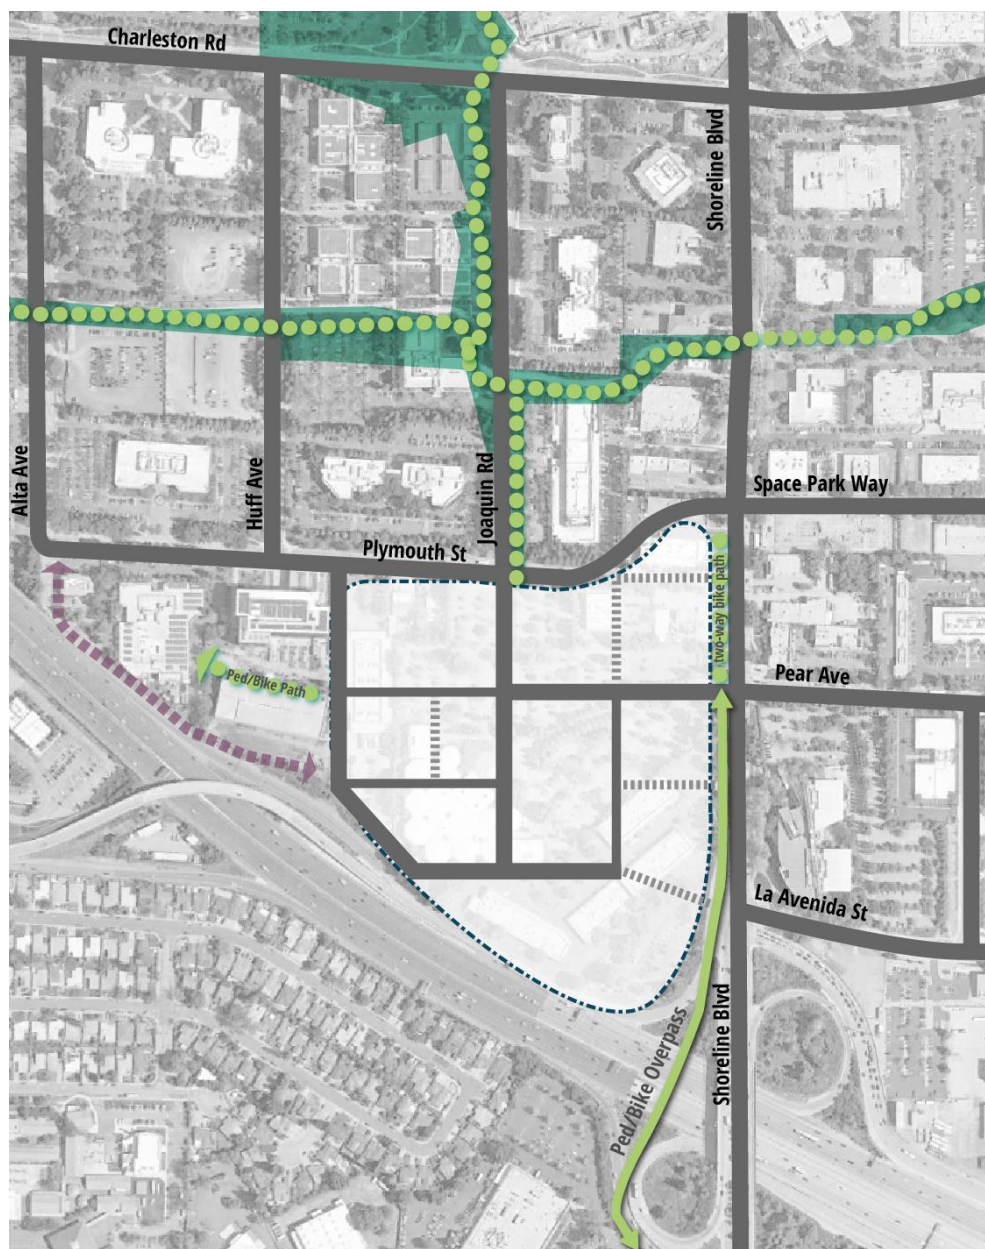 Charleston Rd
Shoreline Blvd
Alta Ave
Huff Ave
Joaquin Rd
Space Park Way
Plymouth St
two-way bike path
Ped/Bike Path
Pear Ave
La Avenida St
Ped/Bike Overpass
Shoreline Blvd